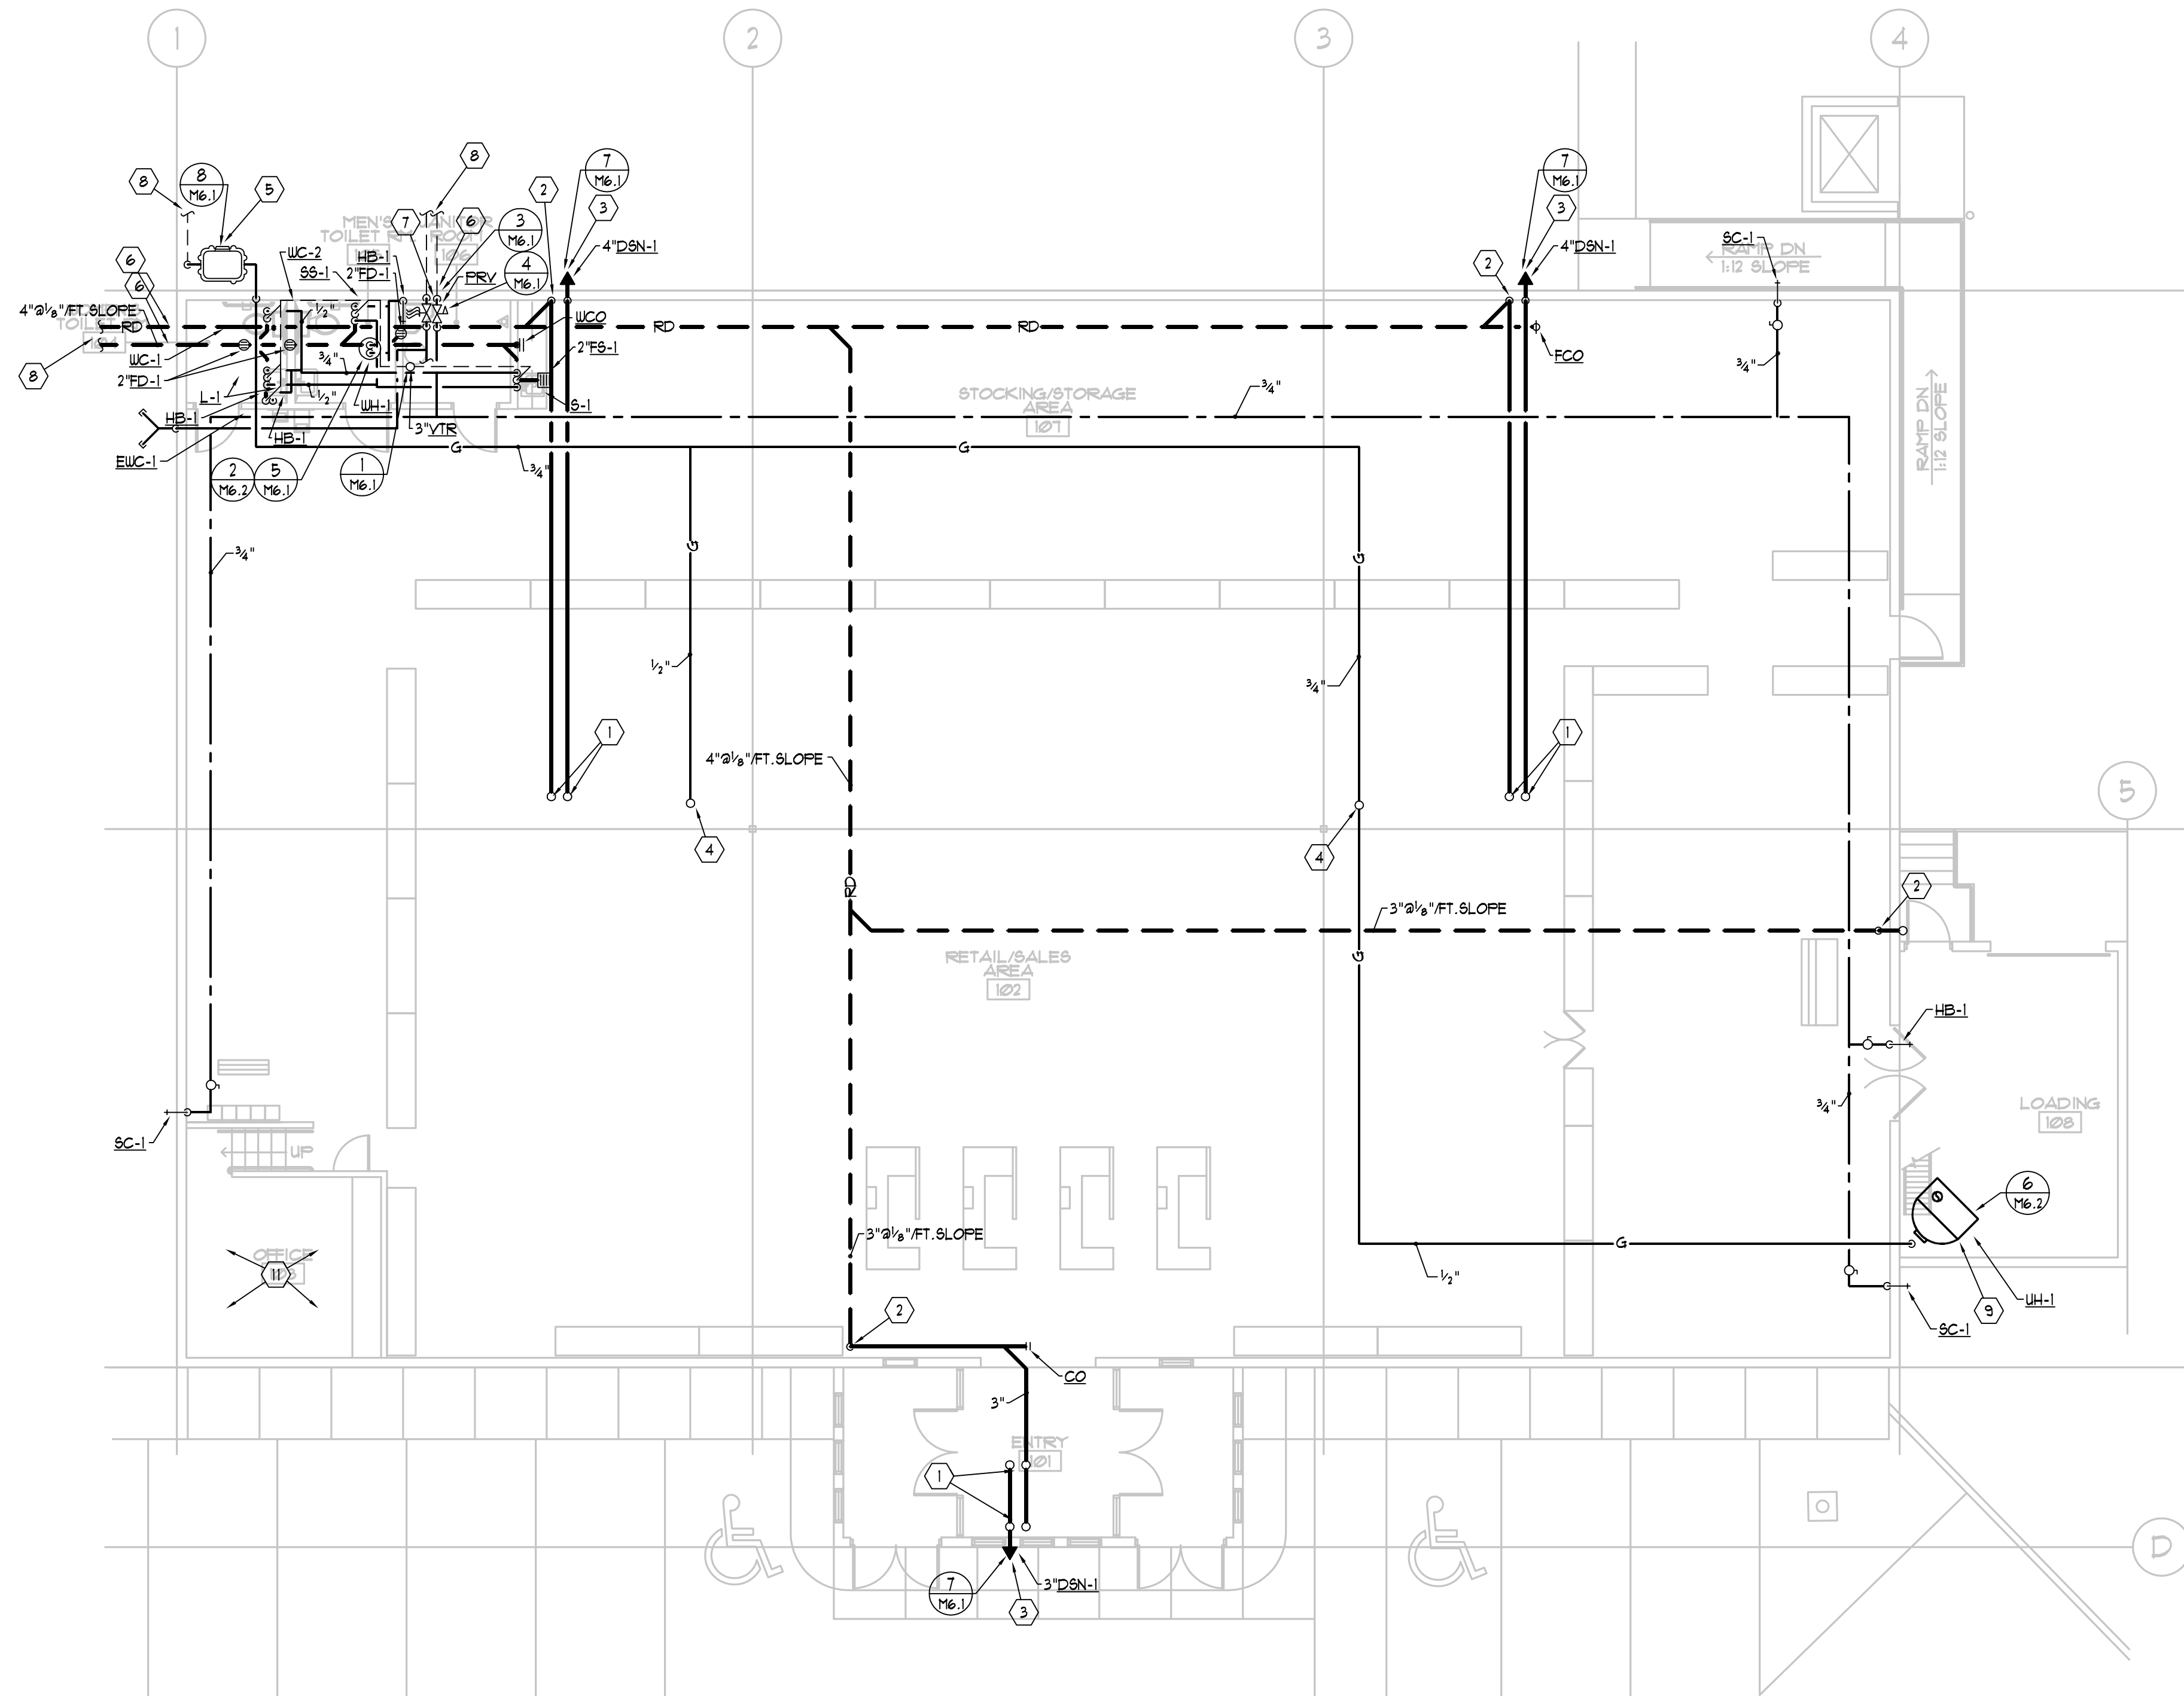 1
2
3
4
8
8
M6.1
5
8
2
7
M6.1
3
4"DSN-1
7
M6.1
3
4"DSN-1
2
SC-1
RAMP DN
1:12 SLOPE
MEN'S
JANITOR
ROOM
106
7
6
3
M6.1
4
M6.1
PRV
HB-1
2"FD-1
WC-2
SS-1
6
6
4"@1/8"/FT.SLOPE
RD
1/2"
WCO
RD
RD
FCO
WC-1
2"FD-1
8
3/4"
2"FS-1
3/4"
L-1
1/2"
WH-1
S-1
3"VTR
HB-1
HB-1
EWC-1
STOCKING/STORAGE
AREA
107
3/4"
RAMP DN
1:12 SLOPE
2
M6.2
5
M6.1
1
M6.1
G
3/4"
G
3/4"
G
G
1/2"
3/4"
1
1
4"@1/8"/FT.SLOPE
5
4
4
RD
2
3"@1/8"/FT.SLOPE
G
RETAIL/SALES
AREA
102
HB-1
3/4"
LOADING
108
SC-1
UP
6
M6.2
3"@1/8"/FT.SLOPE
G
OFFICE
11
1/2"
2
9
UH-1
SC-1
CO
3"
ENTRY
101
1
D
7
M6.1
3"DSN-1
3